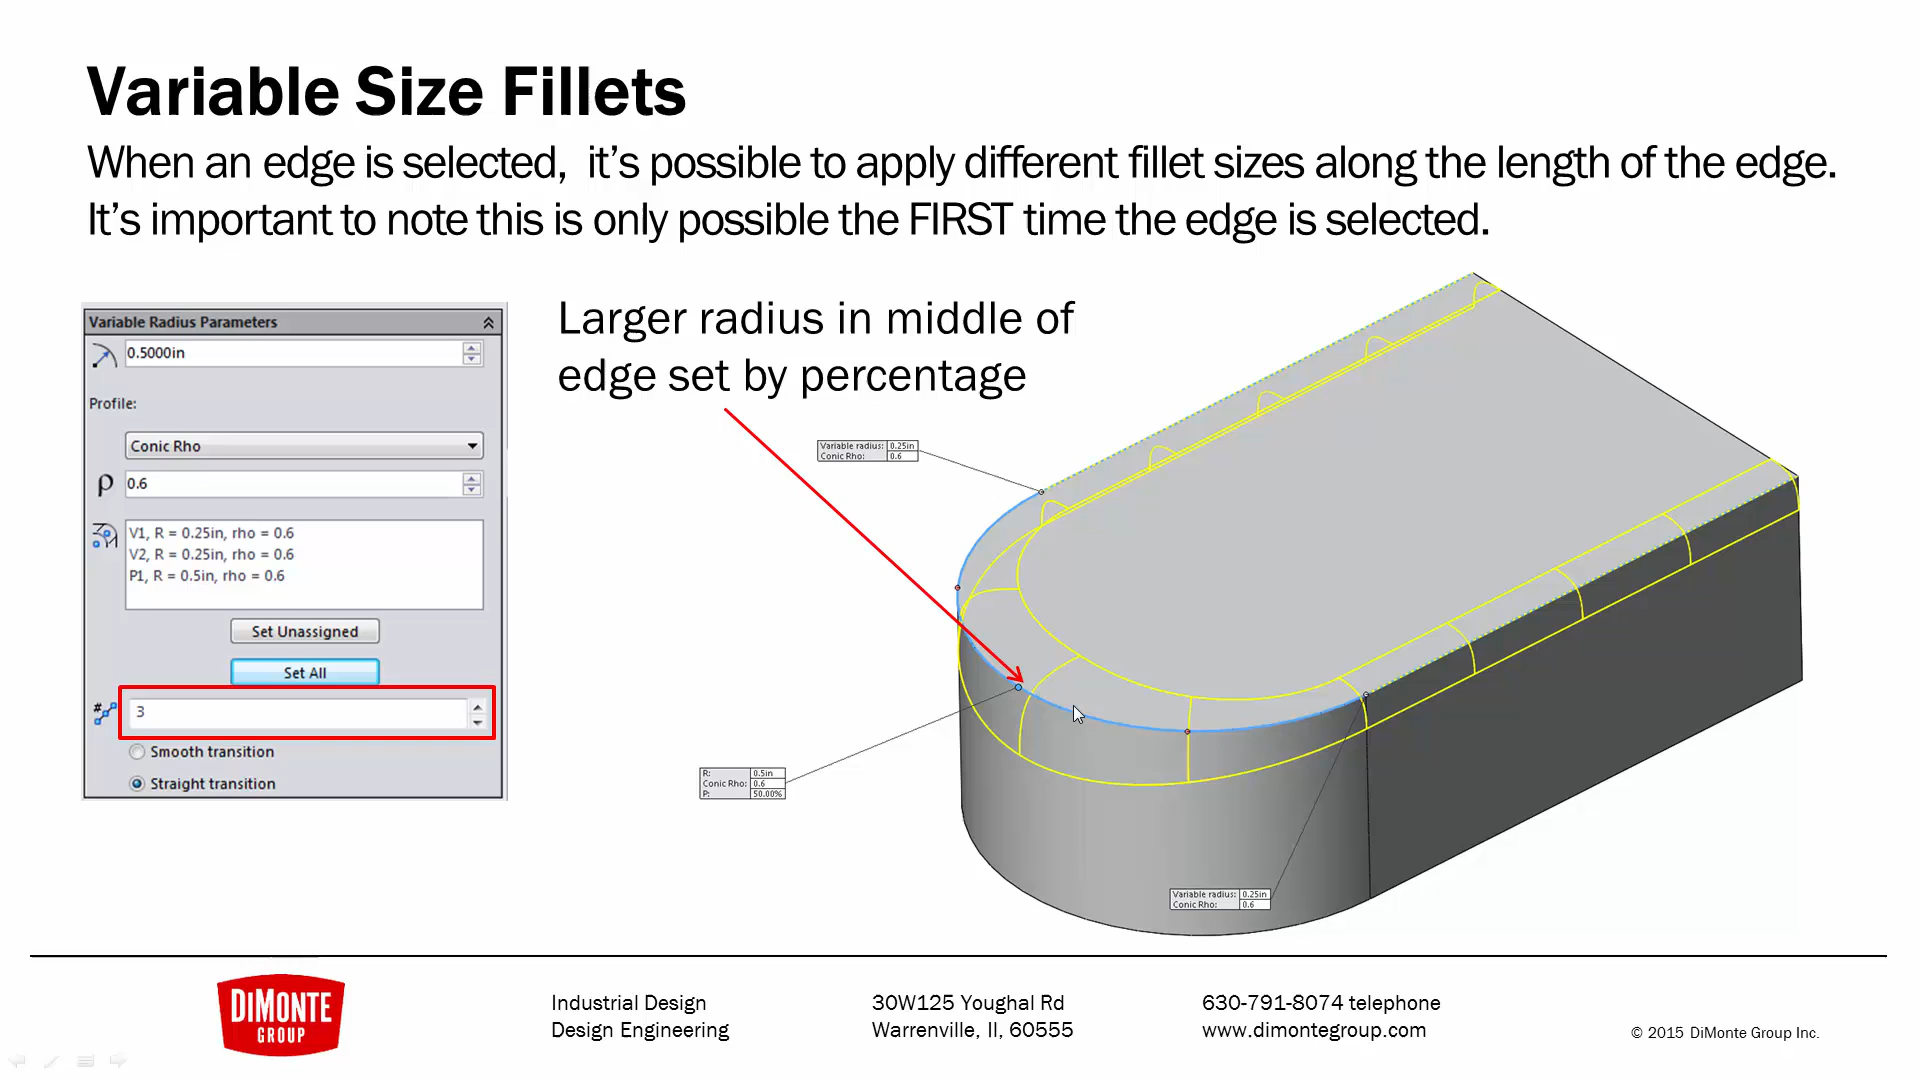 Variable Size Fillets
When an edge is selected,  it’s possible to apply different fillet sizes along the length of the edge.
It’s important to note this is only possible the FIRST time the edge is selected.
Variable Radius Parameters
0.5000in
Profile:
Conic Rho
ρ 0.6
V1, R = 0.25in, rho = 0.6
V2, R = 0.25in, rho = 0.6
P1, R = 0.5in, rho = 0.6
Set Unassigned
Set All
# 3
Smooth transition
Straight transition
Larger radius in middle of
edge set by percentage
Variable radius: 0.25in
Conic Rho: 0.6
R: 0.5in
Conic Rho: 0.6
P: 50.00%
Variable radius: 0.25in
Conic Rho: 0.6
DIMONTE
GROUP
Industrial Design
Design Engineering
30W125 Youghal Rd
Warrenville, Il, 60555
630-791-8074 telephone
www.dimontegroup.com
© 2015 DiMonte Group Inc.